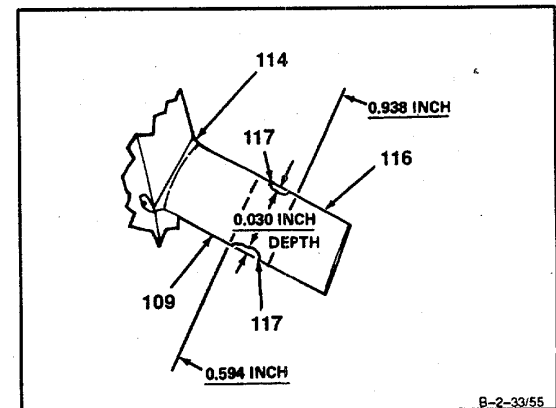 114
0.938 INCH
117
116
0.030 INCH
DEPTH
109
117
0.594 INCH
B-2-33/55